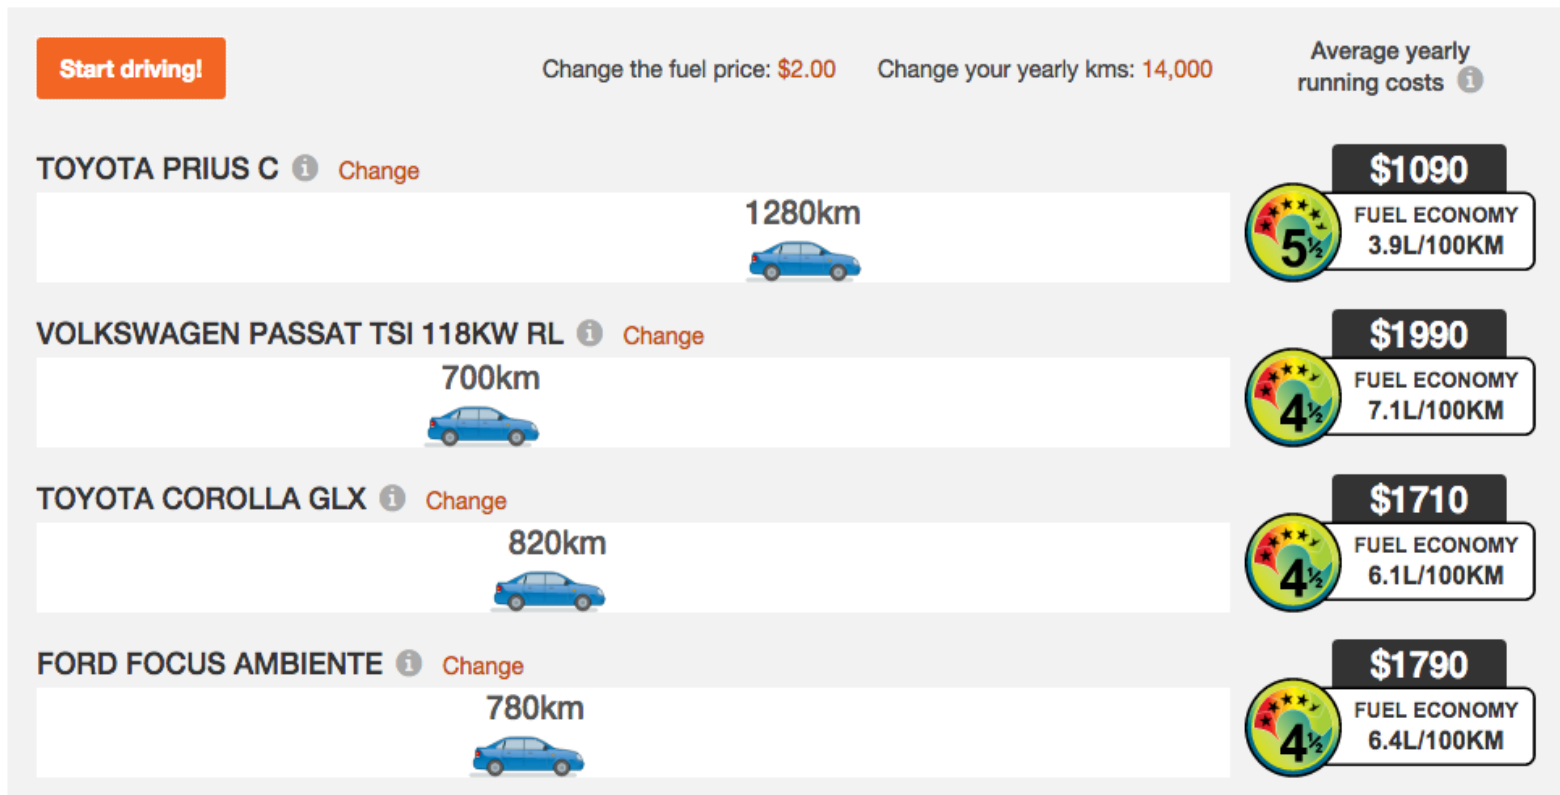 Start driving!
Change the fuel price: $2.00
Change your yearly kms: 14,000
Average yearly
running costs
TOYOTA PRIUS C Change
1280km
$1090
5½
FUEL ECONOMY
3.9L/100KM
VOLKSWAGEN PASSAT TSI 118KW RL Change
700km
$1990
4½
FUEL ECONOMY
7.1L/100KM
TOYOTA COROLLA GLX Change
820km
$1710
4½
FUEL ECONOMY
6.1L/100KM
FORD FOCUS AMBIENTE Change
780km
$1790
4½
FUEL ECONOMY
6.4L/100KM